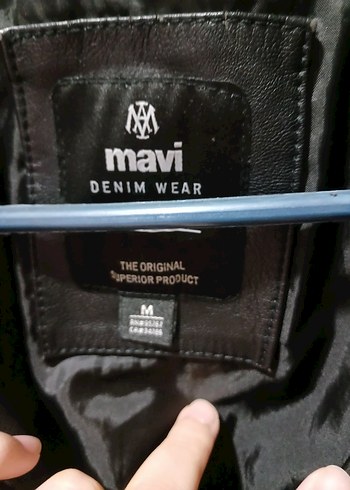 mavi
DENIM WEAR
THE ORIGINAL
SUPERIOR PRODUCT
M